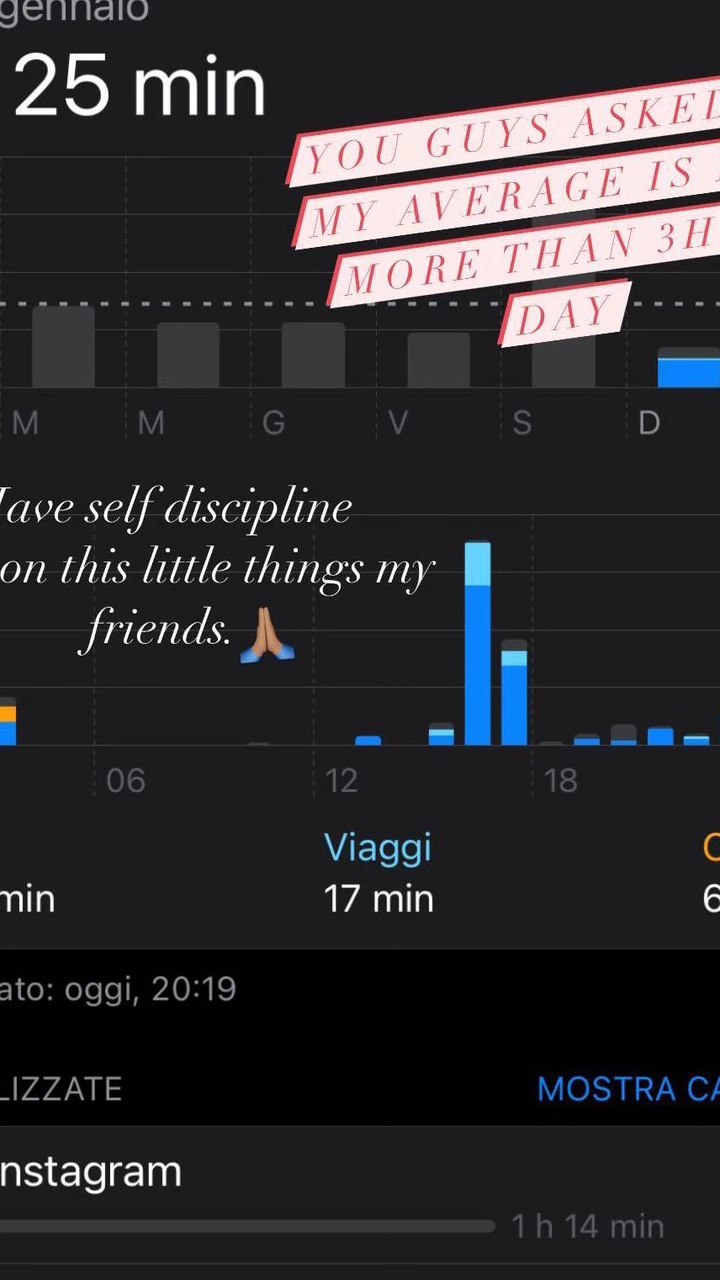 gennaio
25 min
YOU GUYS ASKED
MY AVERAGE IS
MORE THAN 3H
DAY
M M G V S D
Have self discipline
on this little things my
friends. 🙏🏽
06 12 18
Viaggi
min 17 min 6
ato: oggi, 20:19
LIZZATE MOSTRA CA
nstagram
1 h 14 min